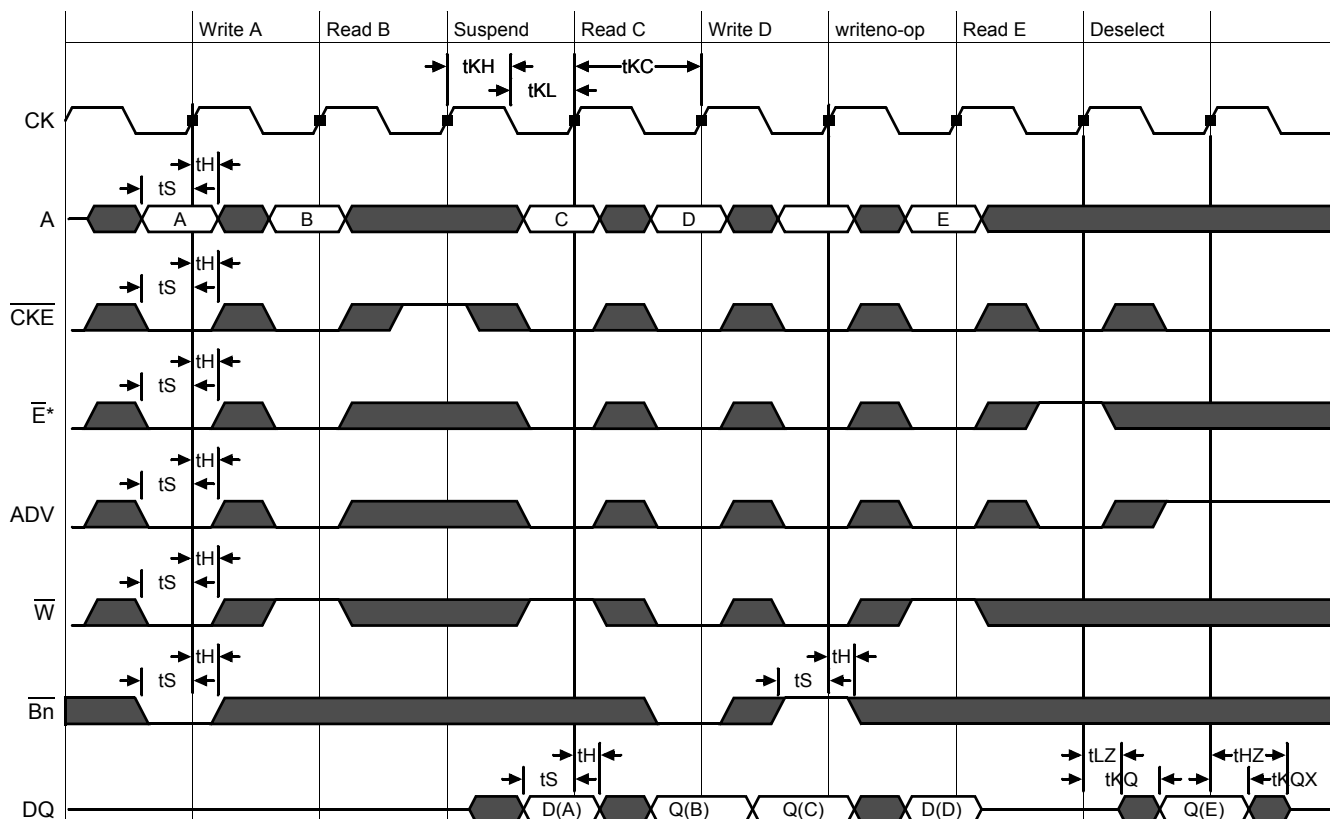 Write A Read B Suspend Read C Write D writeno-op Read E Deselect
tKH tKC
tKL
CK
tH
tS
A A B C D E
tH
tS
CKE
tH
tS
E*
tH
tS
ADV
tH
tS
W
tH tH
tS tS
Bn
tH tLZ tHZ
tS tKQ tKQX
DQ D(A) Q(B) Q(C) D(D) Q(E)